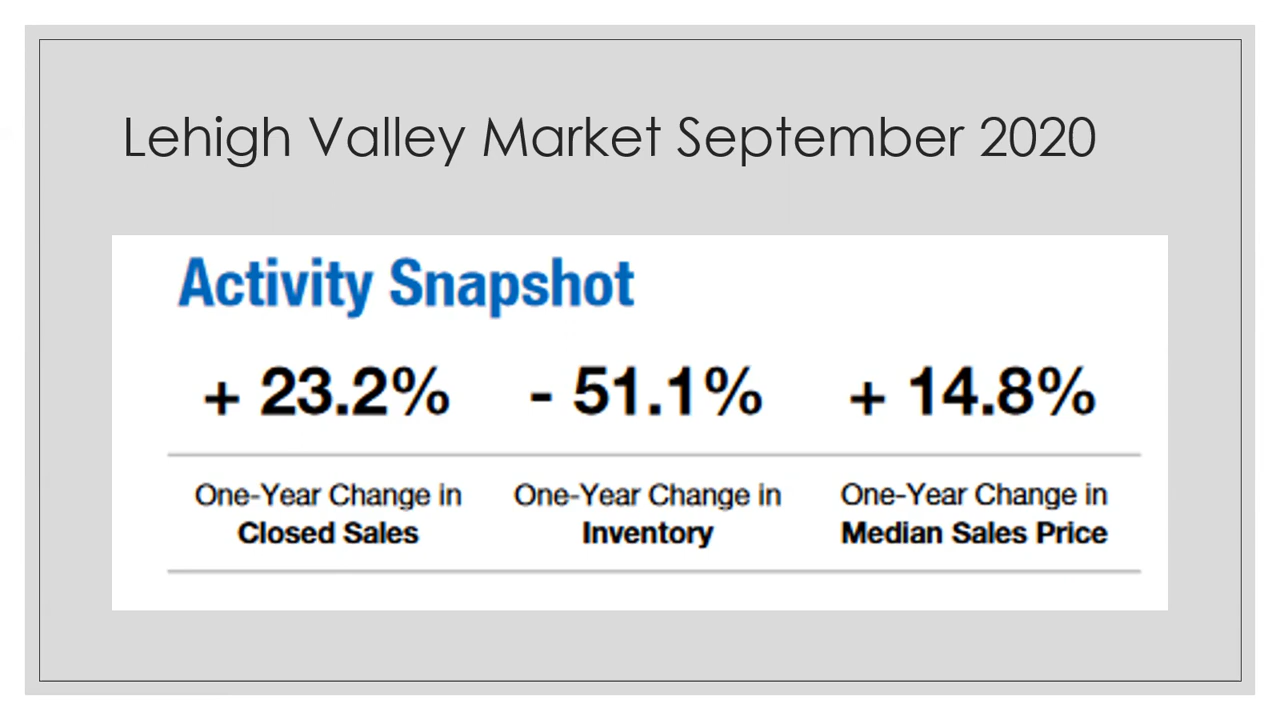 Lehigh Valley Market September 2020
Activity Snapshot
+ 23.2% - 51.1% + 14.8%
One-Year Change in One-Year Change in One-Year Change in
Closed Sales Inventory Median Sales Price